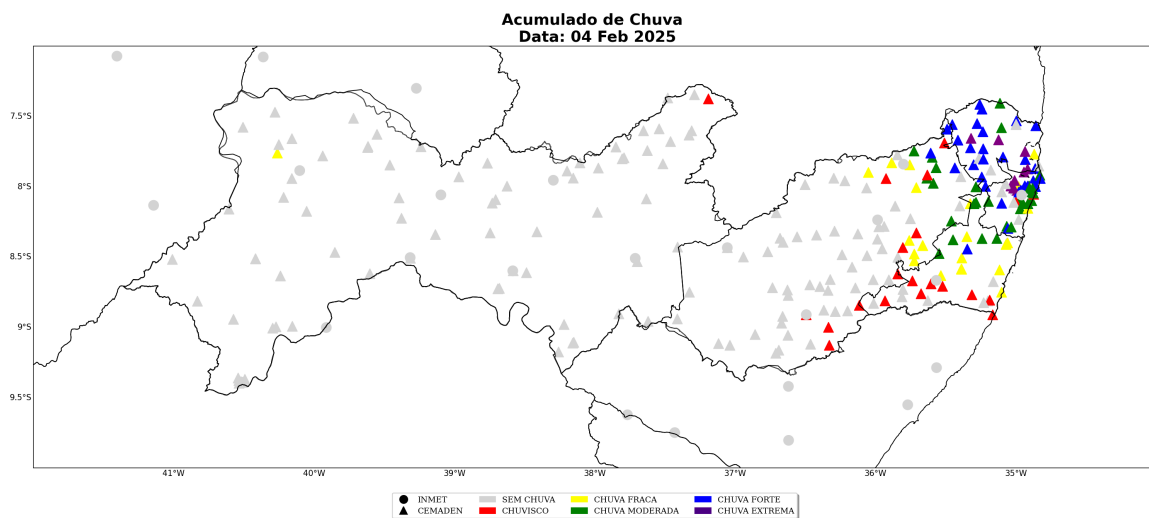 Acumulado de Chuva
Data: 04 Feb 2025
7.5°S
8°S
8.5°S
9°S
9.5°S
41°W 40°W 39°W 38°W 37°W 36°W 35°W
INMET SEM CHUVA CHUVA FRACA CHUVA FORTE
CEMADEN CHUVISCO CHUVA MODERADA CHUVA EXTREMA